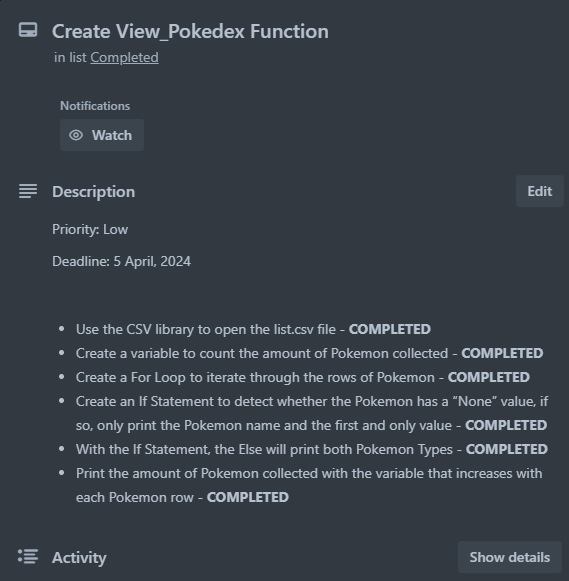 Create View_Pokedex Function
in list Completed
Notifications
Watch
Description
Edit
Priority: Low
Deadline: 5 April, 2024
• Use the CSV library to open the list.csv file - COMPLETED
• Create a variable to count the amount of Pokemon collected - COMPLETED
• Create a For Loop to iterate through the rows of Pokemon - COMPLETED
• Create an If Statement to detect whether the Pokemon has a “None” value, if
so, only print the Pokemon name and the first and only value - COMPLETED
• With the If Statement, the Else will print both Pokemon Types - COMPLETED
• Print the amount of Pokemon collected with the variable that increases with
each Pokemon row - COMPLETED
Activity
Show details